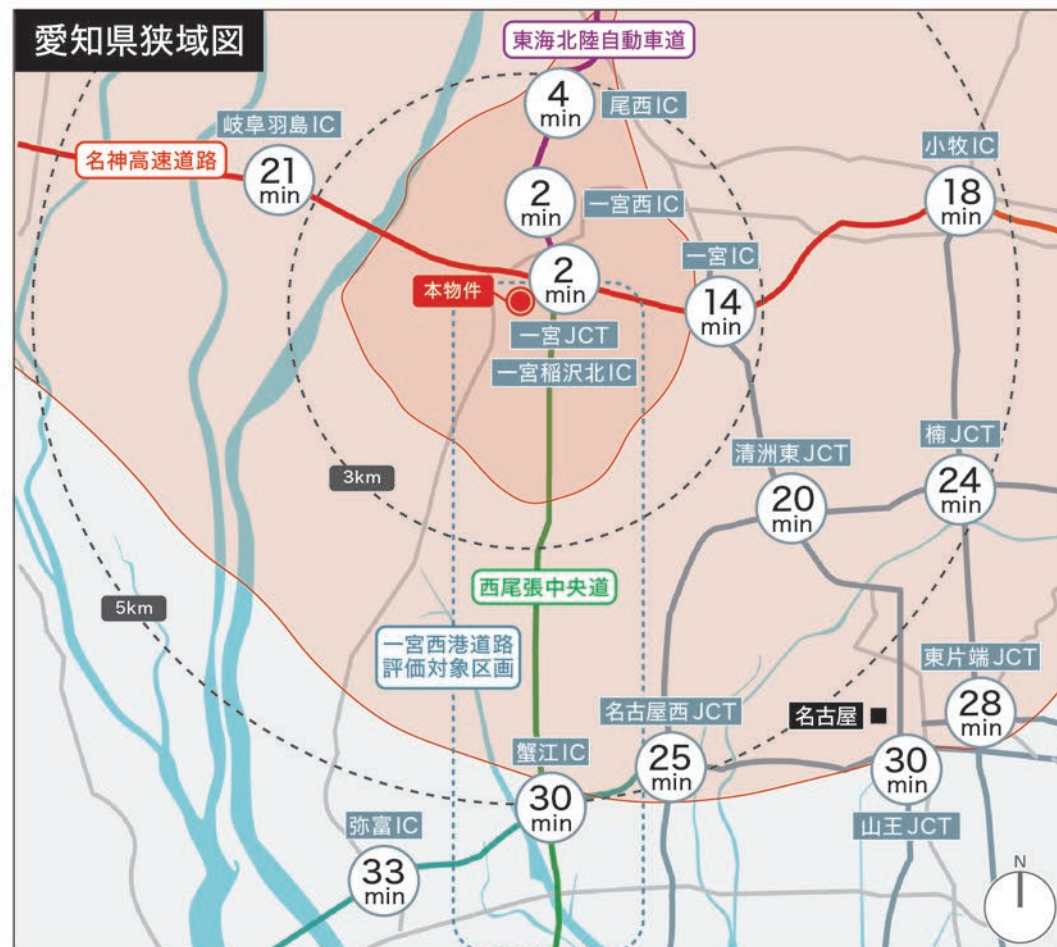 愛知県狭域図
東海北陸自動車道
4
min
尾西IC
岐阜羽島IC
名神高速道路
21
min
2
min
一宮西IC
小牧IC
18
min
一宮IC
本物件
2
min
14
min
一宮JCT
一宮稲沢北IC
3km
清洲東JCT
楠JCT
20
min
24
min
5km
西尾張中央道
一宮西港道路
評価対象区画
東片端JCT
名古屋西JCT
名古屋
28
min
蟹江IC
25
min
30
min
30
min
山王JCT
弥富IC
33
min
N